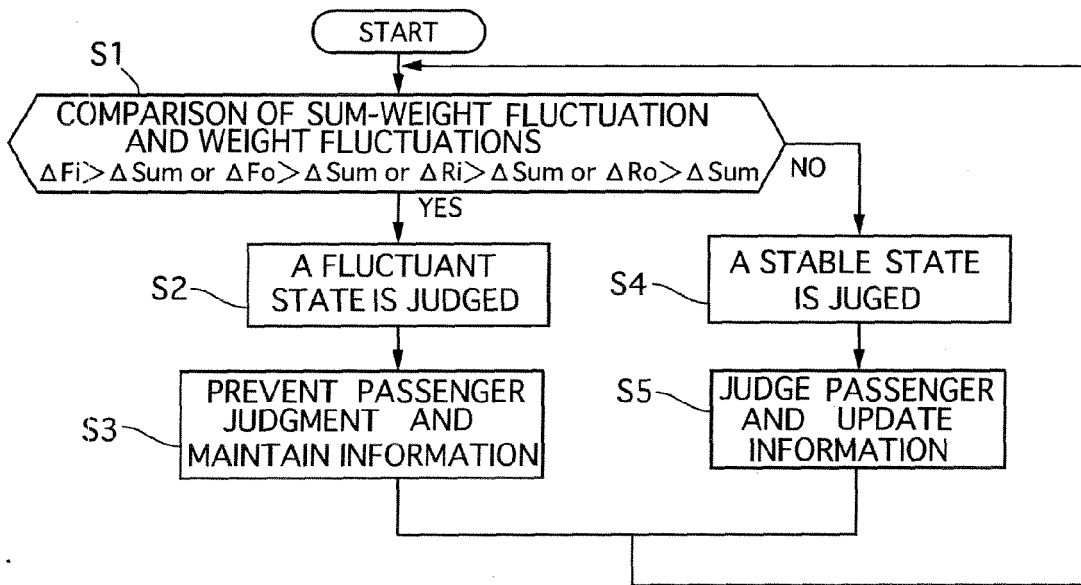 START
S1
COMPARISON OF SUM-WEIGHT FLUCTUATION
AND WEIGHT FLUCTUATIONS
ΔFi>ΔSum or ΔFo>ΔSum or ΔRi>ΔSum or ΔRo>ΔSum
NO
YES
S2
A FLUCTUANT
STATE IS JUDGED
S4
A STABLE STATE
IS JUGED
S3
PREVENT PASSENGER
JUDGMENT AND
MAINTAIN INFORMATION
S5
JUDGE PASSENGER
AND UPDATE
INFORMATION